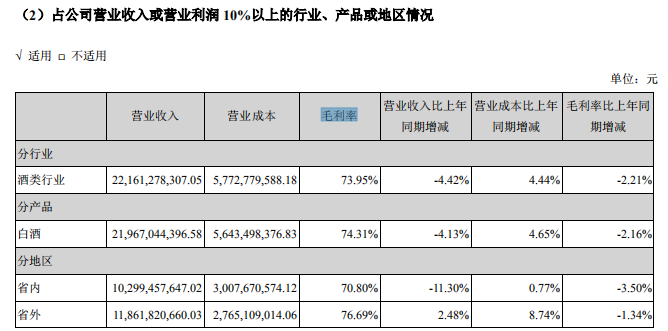 （2）占公司营业收入或营业利润 10%以上的行业、产品或地区情况
√ 适用 □ 不适用
单位：元
营业收入 营业成本 毛利率 营业收入比上年同期增减 营业成本比上年同期增减 毛利率比上年同期增减
分行业
酒类行业 22,161,278,307.05 5,772,779,588.18 73.95% -4.42% 4.44% -2.21%
分产品
白酒 21,967,044,396.58 5,643,498,376.83 74.31% -4.13% 4.65% -2.16%
分地区
省内 10,299,457,647.02 3,007,670,574.12 70.80% -11.30% 0.77% -3.50%
省外 11,861,820,660.03 2,765,109,014.06 76.69% 2.48% 8.74% -1.34%